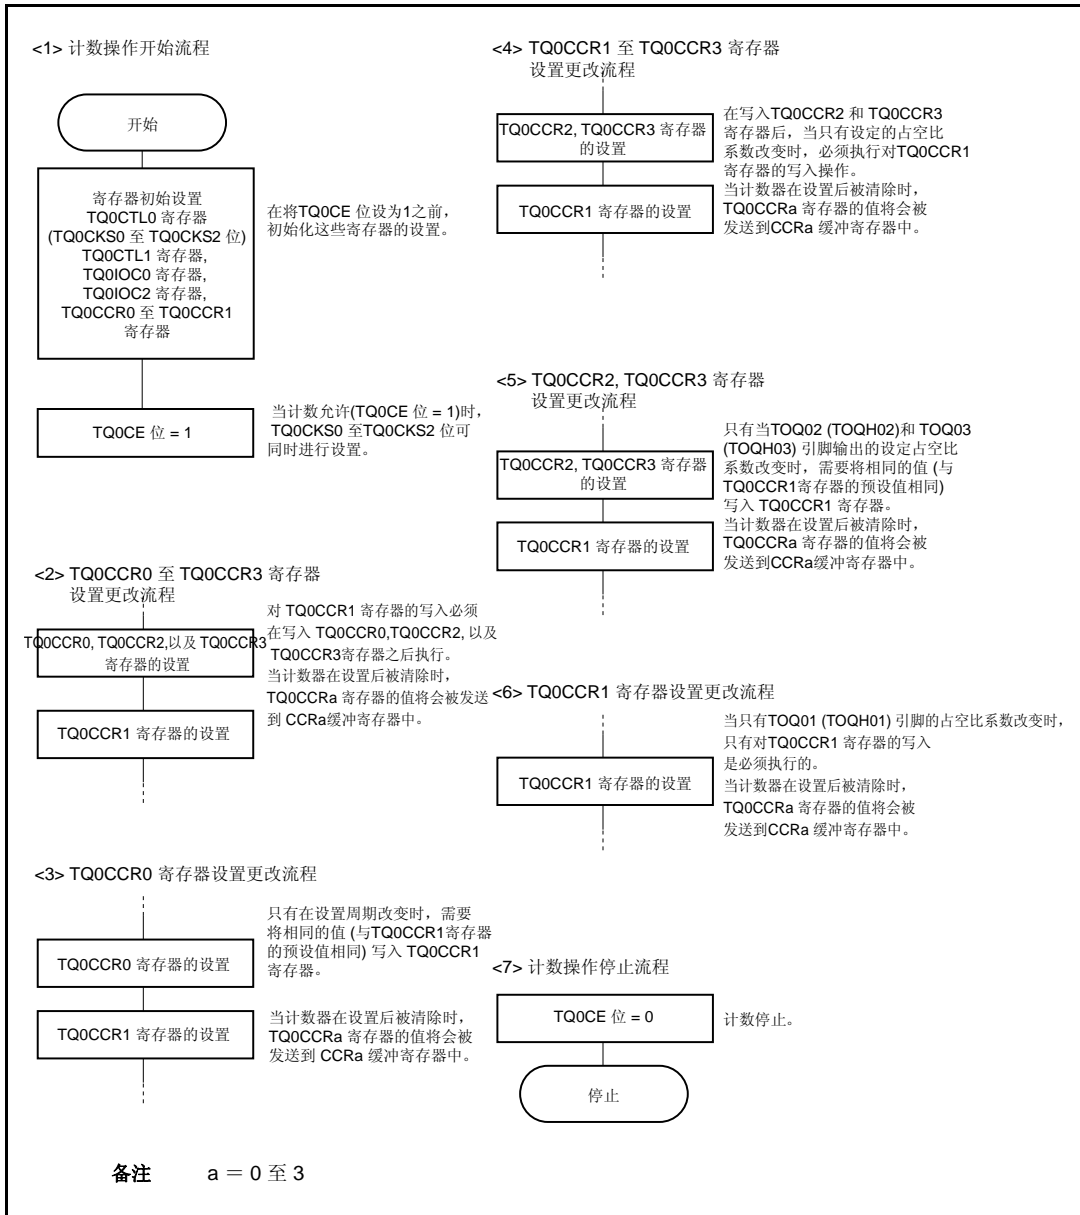 <1> 计数操作开始流程
开始
寄存器初始设置
TQ0CTL0 寄存器
(TQ0CKS0 至 TQ0CKS2 位)
TQ0CTL1 寄存器,
TQ0IOC0 寄存器,
TQ0IOC2 寄存器,
TQ0CCR0 至 TQ0CCR1
寄存器
在将TQ0CE 位设为1之前，
初始化这些寄存器的设置。
TQ0CE 位 = 1
当计数允许(TQ0CE 位 = 1)时，
TQ0CKS0 至TQ0CKS2 位可
同时进行设置。
<2> TQ0CCR0 至 TQ0CCR3 寄存器
设置更改流程
TQ0CCR0, TQ0CCR2,以及 TQ0CCR3
寄存器的设置
TQ0CCR1 寄存器的设置
对 TQ0CCR1 寄存器的写入必须
在写入 TQ0CCR0,TQ0CCR2, 以及
TQ0CCR3寄存器之后执行。
当计数器在设置后被清除时，
TQ0CCRa 寄存器的值将会被发送
到 CCRa缓冲寄存器中。
<3> TQ0CCR0 寄存器设置更改流程
TQ0CCR0 寄存器的设置
只有在设置周期改变时，需要
将相同的值 (与TQ0CCR1寄存器
的预设值相同) 写入 TQ0CCR1
寄存器。
TQ0CCR1 寄存器的设置
当计数器在设置后被清除时，
TQ0CCRa 寄存器的值将会被
发送到 CCRa 缓冲寄存器中。
<4> TQ0CCR1 至 TQ0CCR3 寄存器
设置更改流程
TQ0CCR2, TQ0CCR3 寄存器
的设置
TQ0CCR1 寄存器的设置
在写入TQ0CCR2 和 TQ0CCR3
寄存器后，当只有设定的占空比
系数改变时，必须执行对TQ0CCR1
寄存器的写入操作。
当计数器在设置后被清除时，
TQ0CCRa 寄存器的值将会被
发送到CCRa 缓冲寄存器中。
<5> TQ0CCR2, TQ0CCR3 寄存器
设置更改流程
TQ0CCR2, TQ0CCR3 寄存器
的设置
TQ0CCR1 寄存器的设置
只有当TOQ02 (TOQH02)和 TOQ03
(TOQH03) 引脚输出的设定占空比
系数改变时，需要将相同的值 (与
TQ0CCR1寄存器的预设值相同)
写入 TQ0CCR1 寄存器。
当计数器在设置后被清除时，
TQ0CCRa 寄存器的值将会被
发送到CCRa缓冲寄存器中。
<6> TQ0CCR1 寄存器设置更改流程
TQ0CCR1 寄存器的设置
当只有TOQ01 (TOQH01) 引脚的占空比系数改变时，
只有对TQ0CCR1 寄存器的写入
是必须执行的。
当计数器在设置后被清除时，
TQ0CCRa 寄存器的值将会被
发送到CCRa 缓冲寄存器中。
<7> 计数操作停止流程
TQ0CE 位 = 0
计数停止。
停止
备注 a ＝ 0 至 3